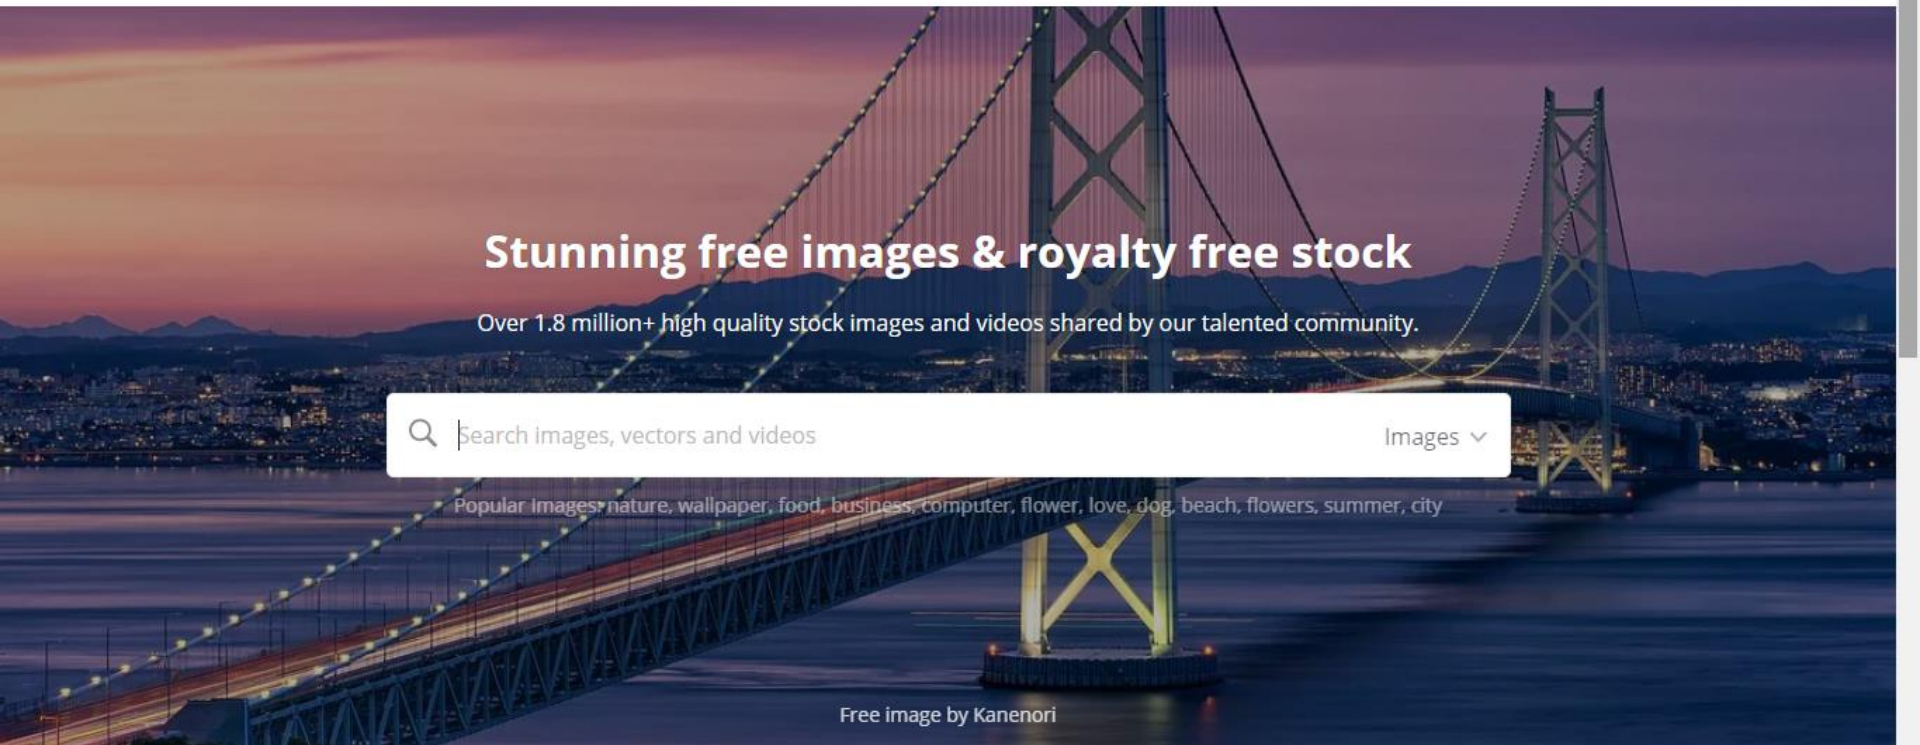 Stunning free images & royalty free stock
Over 1.8 million+ high quality stock images and videos shared by our talented community.
Search images, vectors and videos
Images
Popular Images: nature, wallpaper, food, business, computer, flower, love, dog, beach, flowers, summer, city
Free image by Kanenori